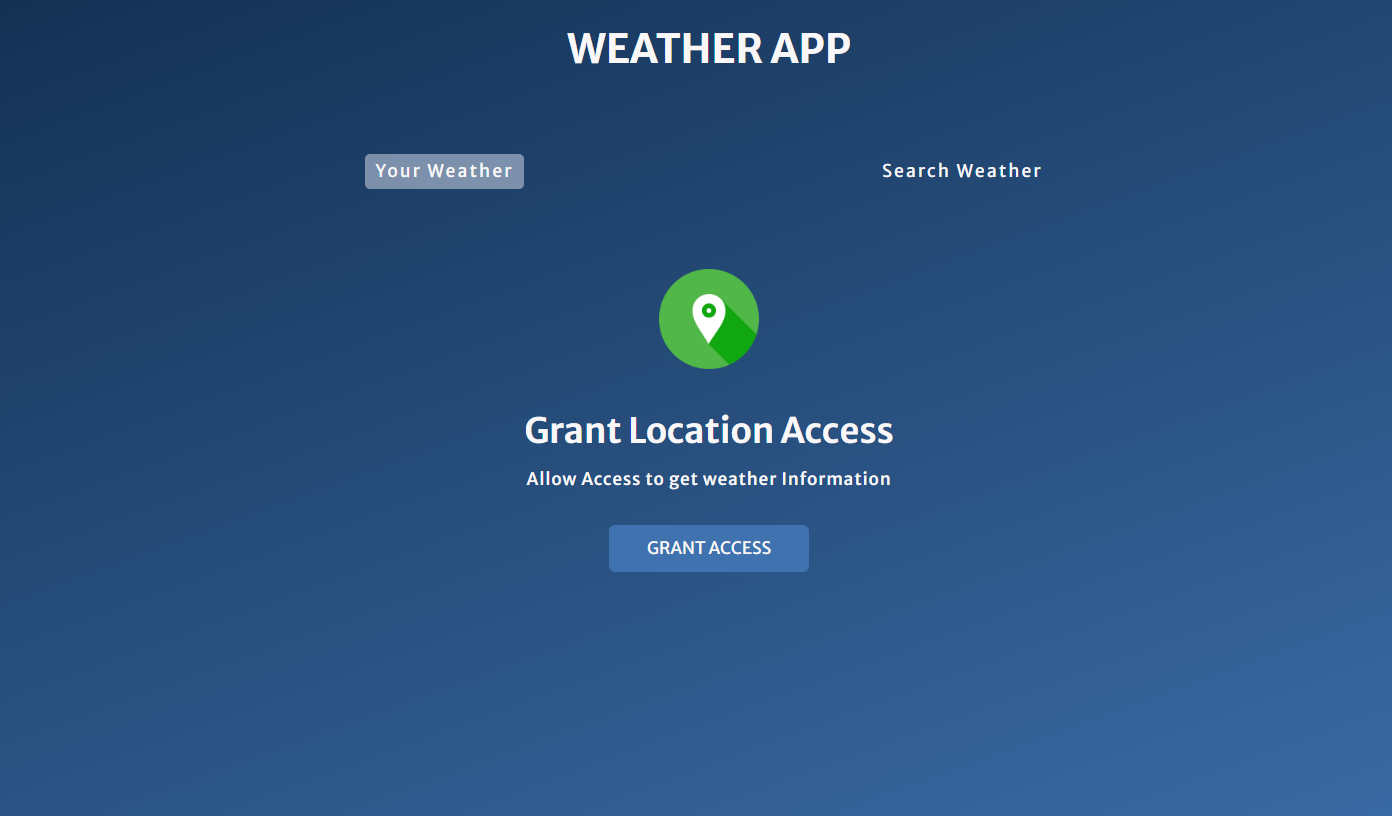 WEATHER APP
Your Weather
Search Weather
Grant Location Access
Allow Access to get weather Information
GRANT ACCESS